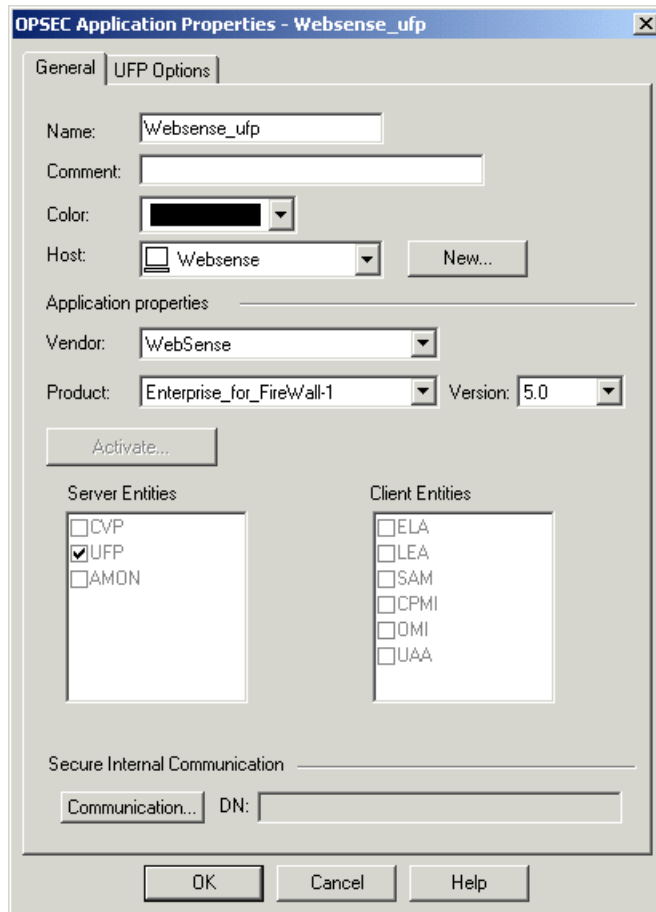 OPSEC Application Properties - Websense_ufp
General UFP Options
Name: Websense_ufp
Comment:
Color:
Host: Websense New...
Application properties
Vendor: WebSense
Product: Enterprise_for_FireWall-1 Version: 5.0
Activate...
Server Entities Client Entities
CVP ELA
UFP LEA
AMON SAM
CPMI
OMI
UAA
Secure Internal Communication
Communication... DN:
OK Cancel Help